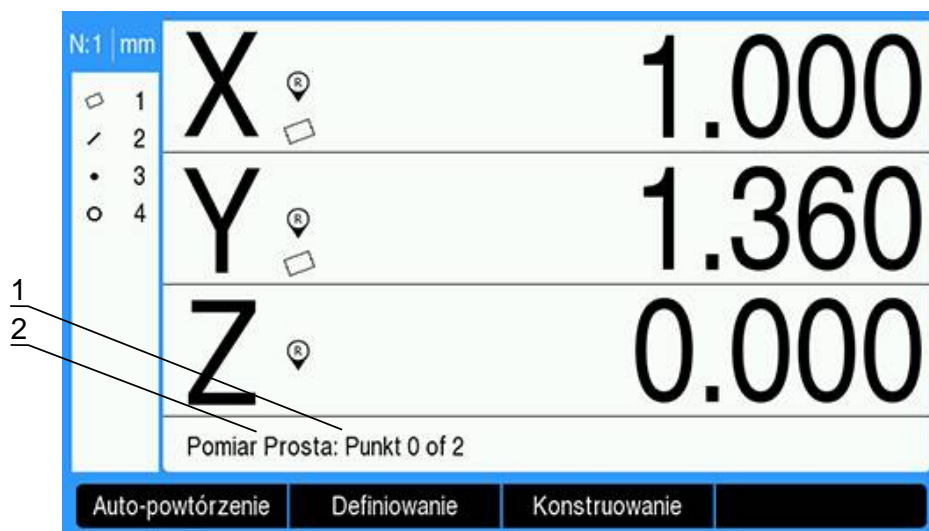 N:1 mm
1
2
3
4
X R 1.000
Y R 1.360
Z R 0.000
1
2
Pomiar Prosta: Punkt 0 of 2
Auto-powtórzenie Definiowanie Konstruowanie